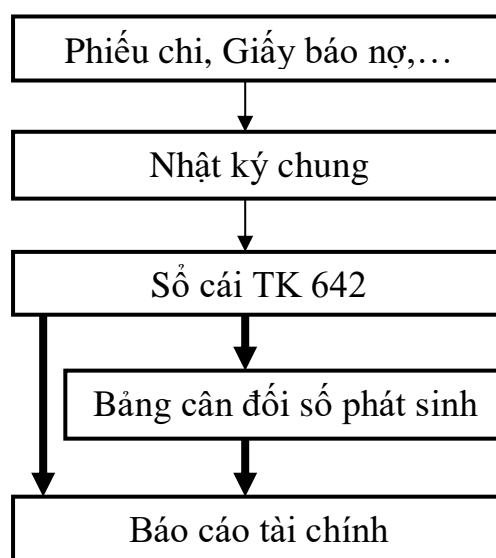 Phiếu chi, Giấy báo nợ,…
Nhật ký chung
Sổ cái TK 642
Bảng cân đối số phát sinh
Báo cáo tài chính